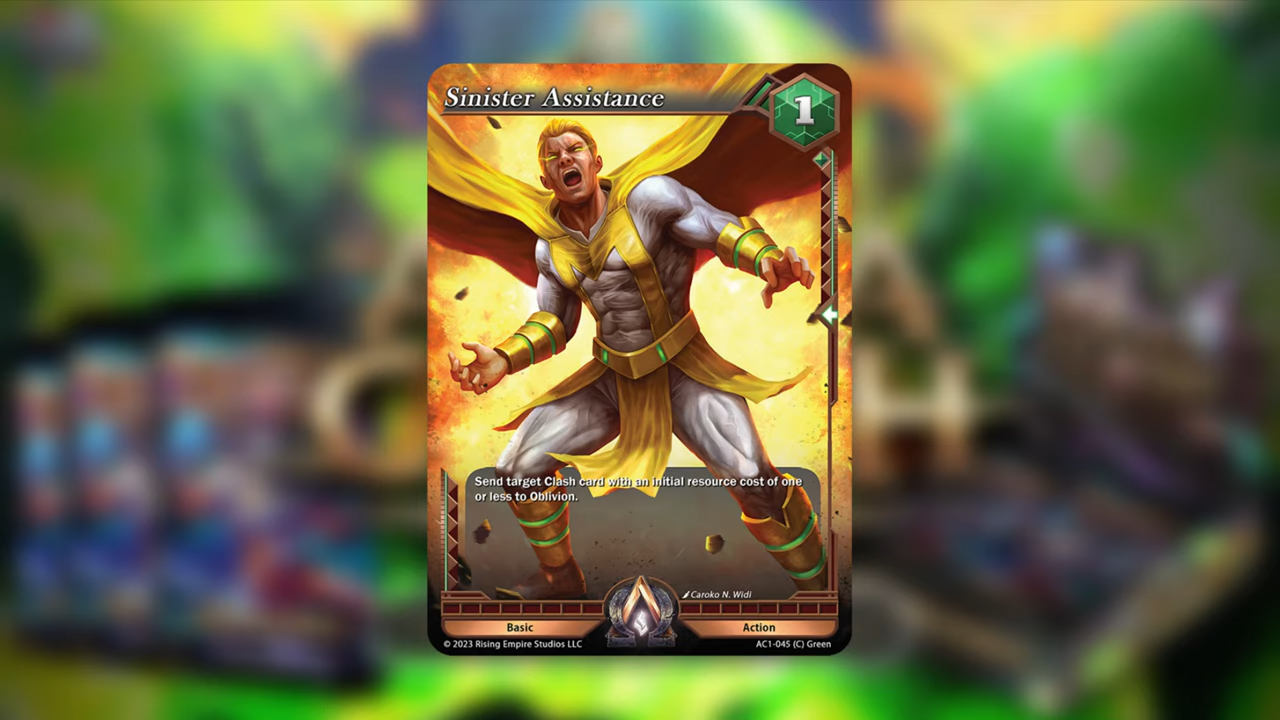 Sinister Assistance
1
Send target Clash card with an initial resource cost of one
or less to Oblivion.
Caroko N. Widi
Basic
Action
© 2023 Rising Empire Studios LLC
AC1-045 (C) Green